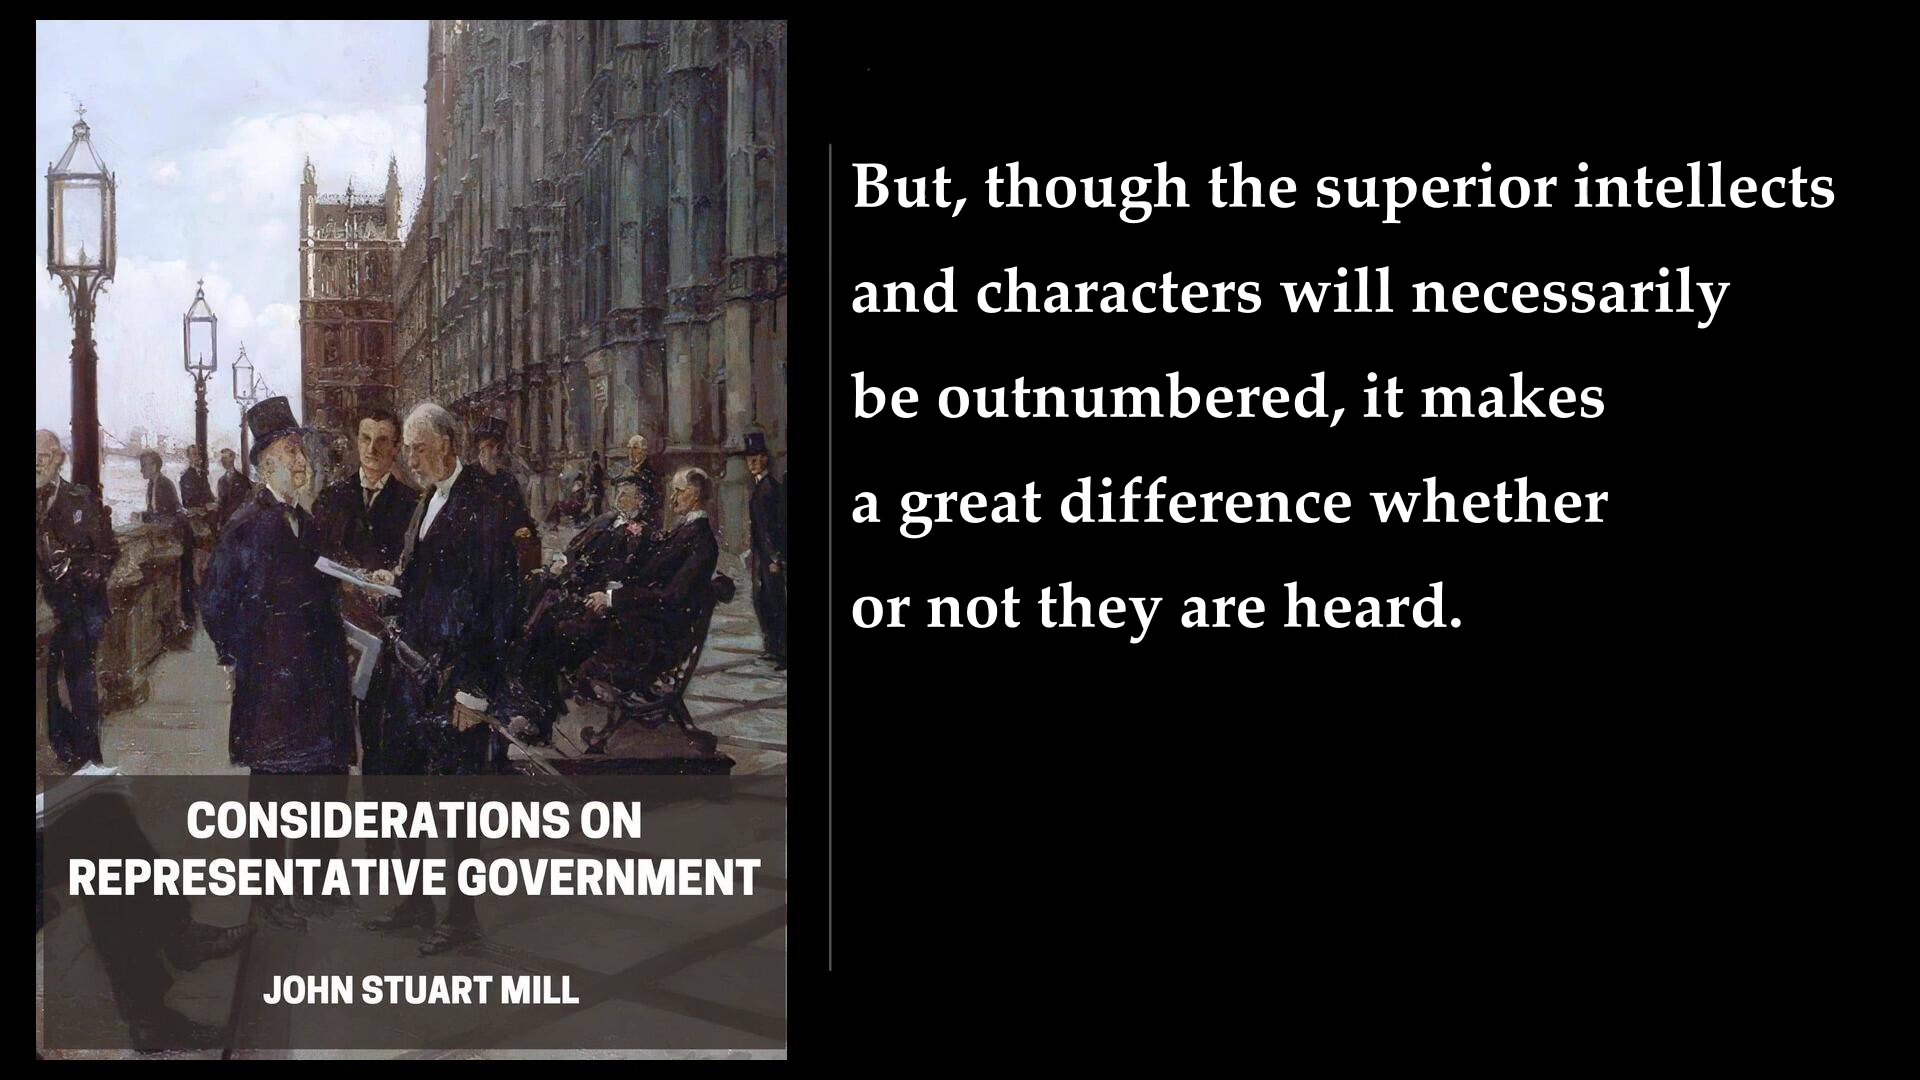 But, though the superior intellects
and characters will necessarily
be outnumbered, it makes
a great difference whether
or not they are heard.
CONSIDERATIONS ON
REPRESENTATIVE GOVERNMENT
JOHN STUART MILL